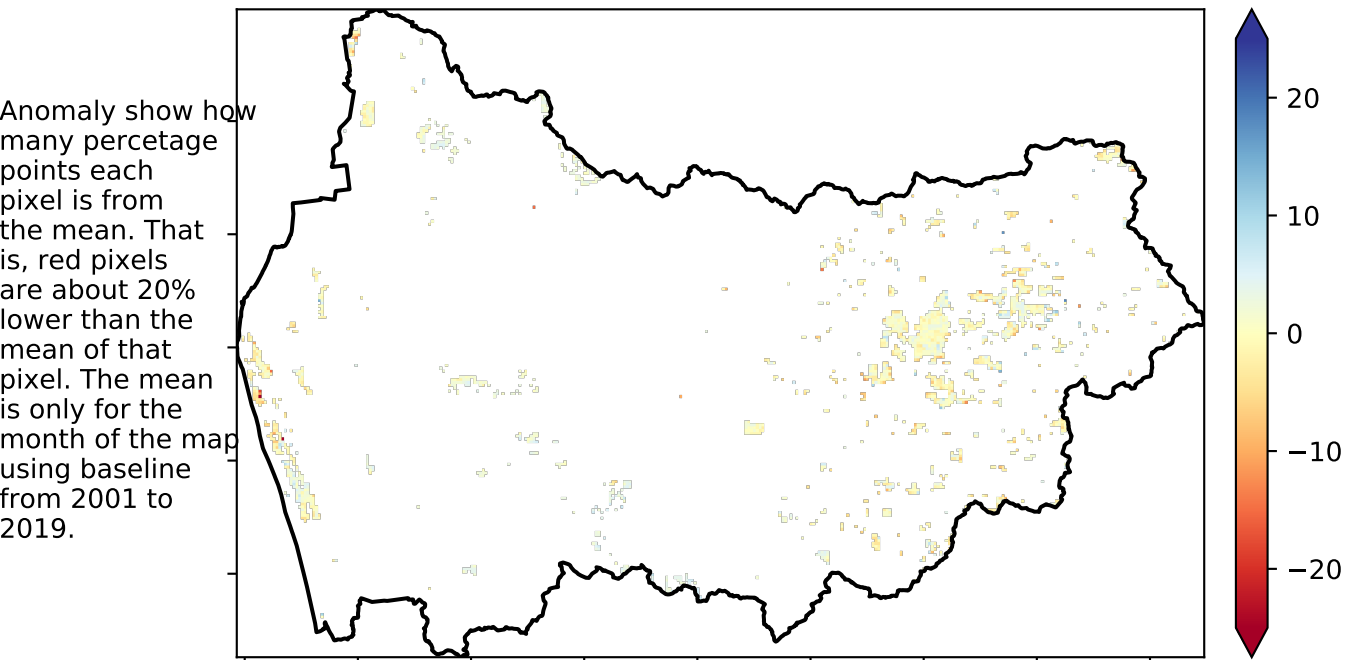 Anomaly show how
many percetage
points each
pixel is from
the mean. That
is, red pixels
are about 20%
lower than the
mean of that
pixel. The mean
is only for the
month of the map
using baseline
from 2001 to
2019.
20
10
0
−10
−20